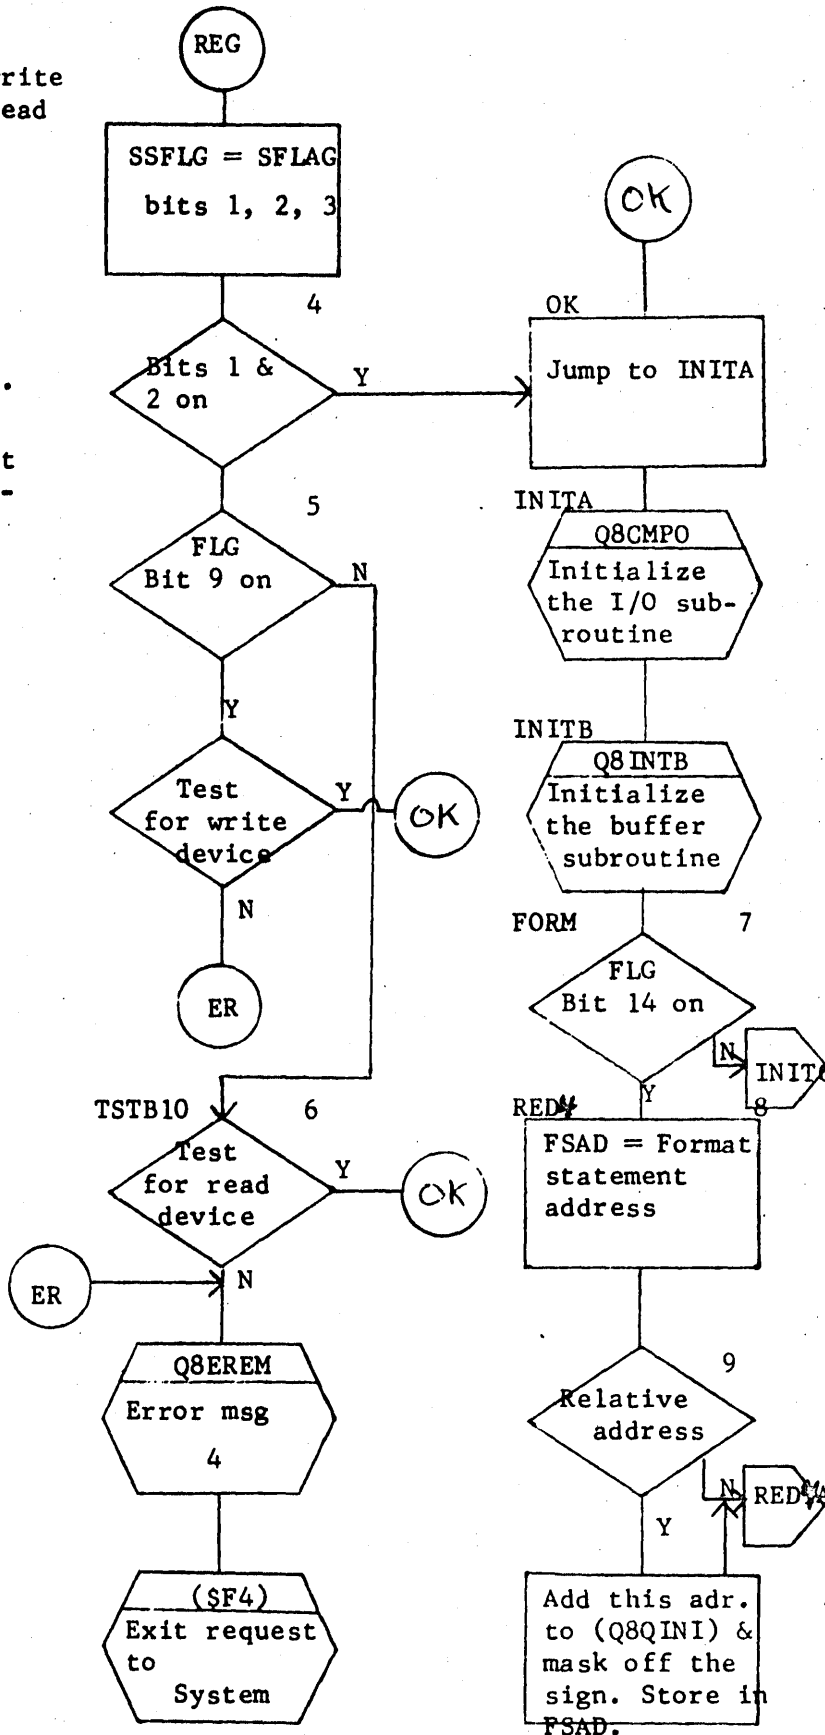 rite
ead
.
t
-
REG
SSFLG = SFLAG
bits 1, 2, 3
4
Bits 1 &
2 on
Y
5
FLG
Bit 9 on
N
Y
Test
for write
device
Y
OK
N
ER
TSTB10
6
Test
for read
device
Y
OK
ER
N
Q8EREM
Error msg
4
($F4)
Exit request
to
System
OK
OK
Jump to INITA
INITA
Q8CMPO
Initialize
the I/O sub-
routine
INITB
Q8INTB
Initialize
the buffer
subroutine
FORM
7
FLG
Bit 14 on
N
Y
8
FSAD = Format
statement
address
9
Relative
address
N
Y
Add this adr.
to (Q8QINI) &
mask off the
sign. Store in
FSAD.